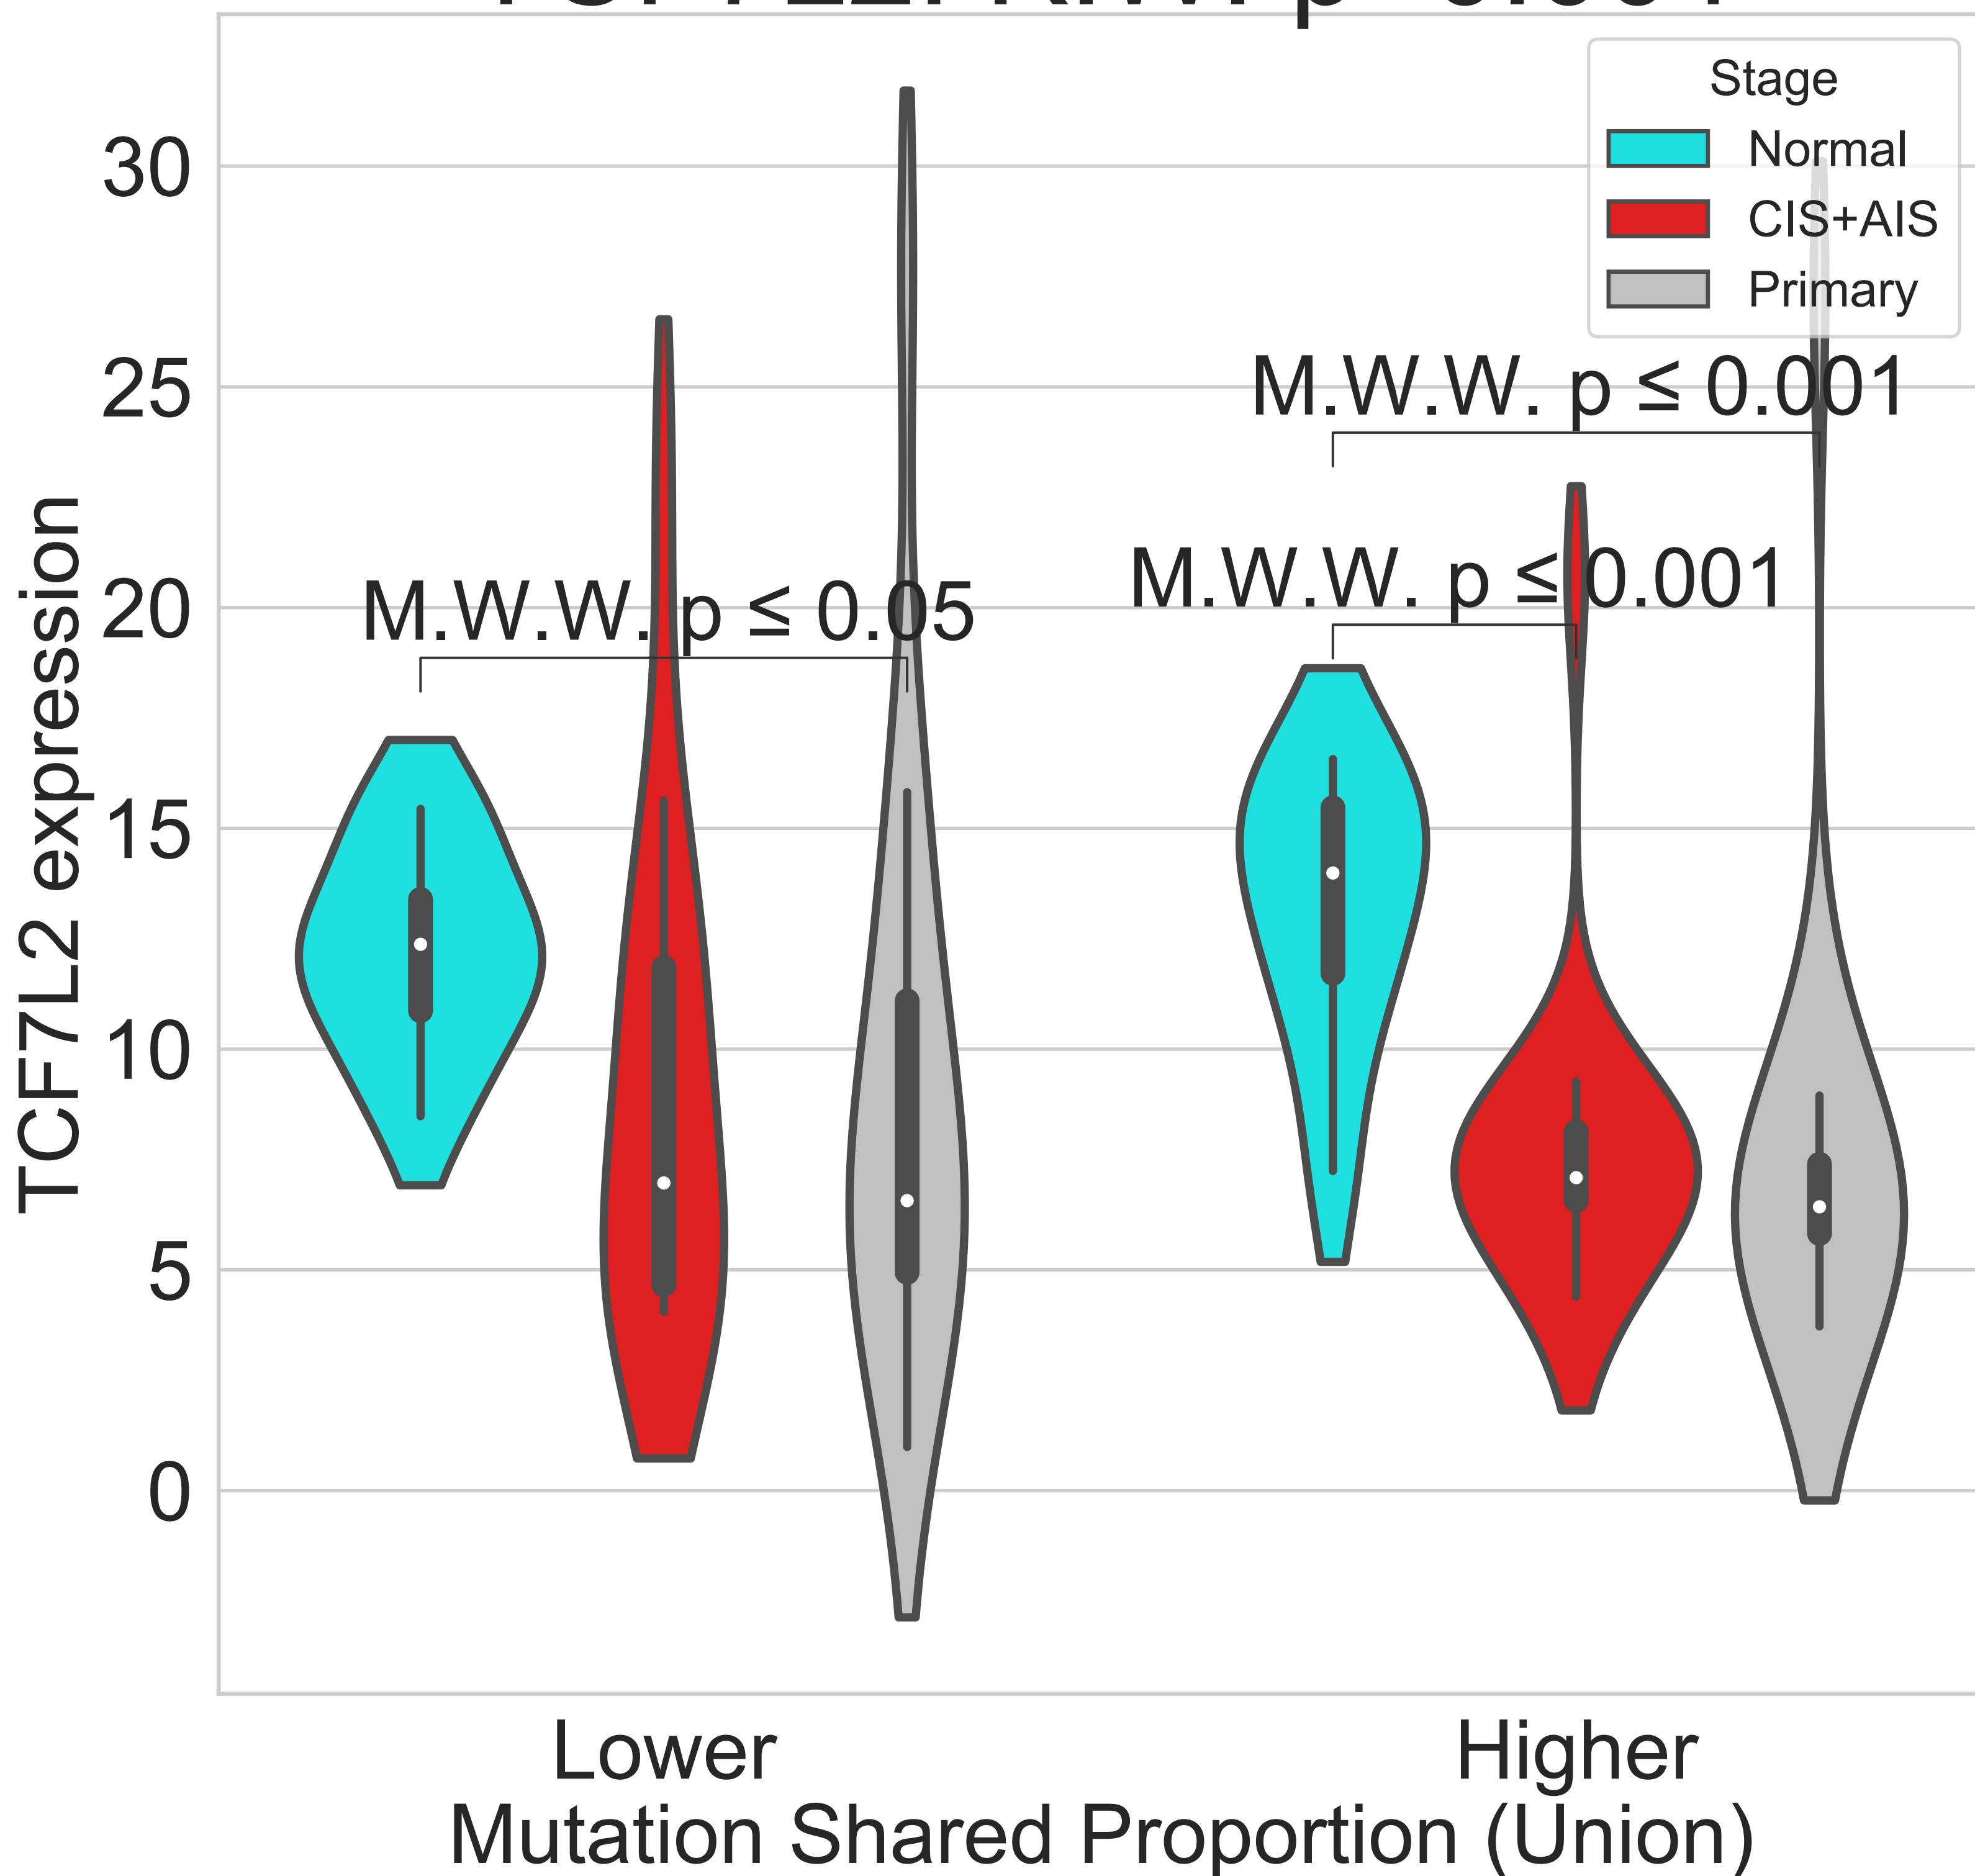 Stage
Normal
CIS+AIS
Primary
30
25
20
15
10
5
0
TCF7L2 expression
M.W.W. p ≤ 0.001
M.W.W. p ≤ 0.001
M.W.W. p ≤ 0.05
Lower
Higher
Mutation Shared Proportion (Union)